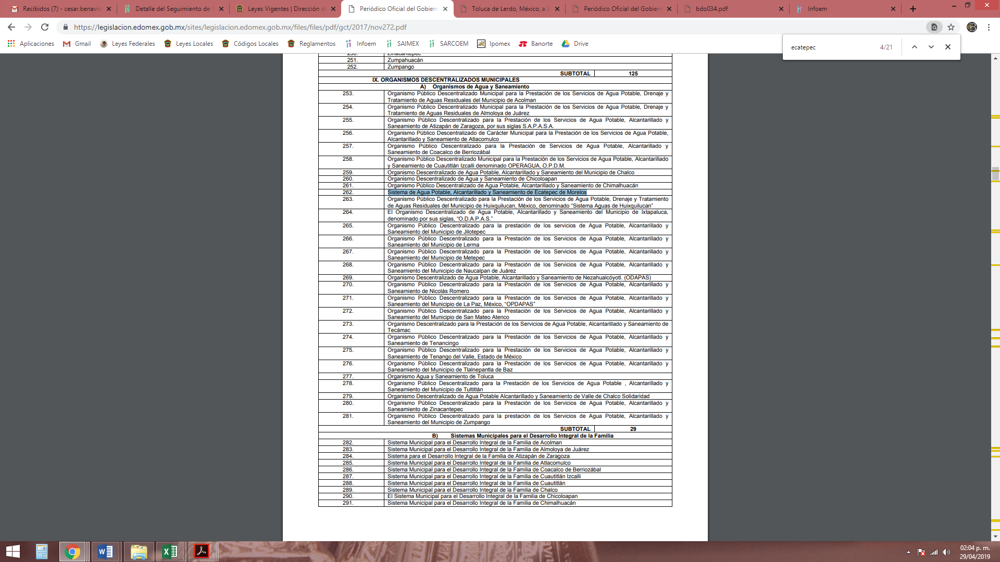 Recibidos (7) - cesar.benavid
Detalle del Seguimiento de S
Leyes Vigentes | Dirección d
Periódico Oficial del Gobiern
Toluca de Lerdo, México, a 2
Periódico Oficial del Gobiern
bdo034.pdf
Infoem
https://legislacion.edomex.gob.mx/sites/legislacion.edomex.gob.mx/files/files/pdf/gct/2017/nov272.pdf
Aplicaciones
Gmail
Leyes Federales
Leyes Locales
Códigos Locales
Reglamentos
Infoem
SAIMEX
SARCOEM
Ipomex
Banorte
Drive
ecatepec
4/21
250. Zinacantepec
251. Zumpahuacán
252. Zumpango
SUBTOTAL 125
IX. ORGANISMOS DESCENTRALIZADOS MUNICIPALES
A) Organismos de Agua y Saneamiento
253. Organismo Público Descentralizado Municipal para la Prestación de los Servicios de Agua Potable, Drenaje y
Tratamiento de Aguas Residuales del Municipio de Acolman
254. Organismo Público Descentralizado Municipal para la Prestación de los Servicios de Agua Potable, Drenaje y
Tratamiento de Aguas Residuales de Almoloya de Juárez
255. Organismo Público Descentralizado para la Prestación de los Servicios de Agua Potable, Alcantarillado y
Saneamiento de Atizapán de Zaragoza, por sus siglas S.A.P.A.S.A.
256. Organismo Público Descentralizado de Carácter Municipal para la Prestación de los Servicios de Agua Potable,
Alcantarillado y Saneamiento de Atlacomulco
257. Organismo Público Descentralizado para la Prestación de Servicios de Agua Potable, Alcantarillado y
Saneamiento de Coacalco de Berriozábal
258. Organismo Público Descentralizado Municipal para la Prestación de los Servicios de Agua Potable, Alcantarillado
y Saneamiento de Cuautitlán Izcalli denominado OPERAGUA, O.P.D.M.
259. Organismo Descentralizado de Agua Potable, Alcantarillado y Saneamiento del Municipio de Chalco
260. Organismo Descentralizado de Agua y Saneamiento de Chicoloapan
261. Organismo Público Descentralizado de Agua Potable, Alcantarillado y Saneamiento de Chimalhuacán
262. Sistema de Agua Potable, Alcantarillado y Saneamiento de Ecatepec de Morelos
263. Organismo Público Descentralizado para la Prestación de los Servicios de Agua Potable, Drenaje y Tratamiento
de Aguas Residuales del Municipio de Huixquilucan, México, denominado “Sistema Aguas de Huixquilucan”
264. El Organismo Descentralizado de Agua Potable, Alcantarillado y Saneamiento del Municipio de Ixtapaluca,
denominado por sus siglas, “O.D.A.P.A.S.”
265. Organismo Público Descentralizado para la prestación de los servicios de Agua Potable, Alcantarillado y
Saneamiento del Municipio de Jilotepec
266. Organismo Público Descentralizado para la Prestación de los Servicios de Agua Potable, Alcantarillado y
Saneamiento del Municipio de Lerma
267. Organismo Público Descentralizado para la Prestación de los Servicios de Agua Potable, Alcantarillado y
Saneamiento del Municipio de Metepec
268. Organismo Público Descentralizado para la Prestación de los Servicios de Agua Potable, Alcantarillado y
Saneamiento del Municipio de Naucalpan de Juárez
269. Organismo Descentralizado de Agua Potable, Alcantarillado y Saneamiento de Nezahualcóyotl. (ODAPAS)
270. Organismo Público Descentralizado para la Prestación de los Servicios de Agua Potable, Alcantarillado y
Saneamiento de Nicolás Romero
271. Organismo Público Descentralizado para la Prestación de los Servicios de Agua Potable, Alcantarillado y
Saneamiento del Municipio de La Paz, México, “OPDAPAS”
272. Organismo Público Descentralizado para la Prestación de los Servicios de Agua Potable, Alcantarillado y
Saneamiento del Municipio de San Mateo Atenco
273. Organismo Descentralizado para la Prestación de los Servicios de Agua Potable, Alcantarillado y Saneamiento de
Tecámac
274. Organismo Público Descentralizado para la Prestación de los Servicios de Agua Potable, Alcantarillado y
Saneamiento de Tenancingo
275. Organismo Público Descentralizado para la Prestación de los Servicios de Agua Potable, Alcantarillado y
Saneamiento de Tenango del Valle, Estado de México
276. Organismo Público Descentralizado para la Prestación de los Servicios de Agua Potable, Alcantarillado y
Saneamiento del Municipio de Tlalnepantla de Baz
277. Organismo Agua y Saneamiento de Toluca
278. Organismo Público Descentralizado para la Prestación de los Servicios de Agua Potable , Alcantarillado y
Saneamiento del Municipio de Tultitlán
279. Organismo Descentralizado de Agua Potable Alcantarillado y Saneamiento de Valle de Chalco Solidaridad
280. Organismo Público Descentralizado para la Prestación de los Servicios de Agua Potable, Alcantarillado y
Saneamiento de Zinacantepec
281. Organismo Público Descentralizado para la prestación de los Servicios de Agua Potable, Alcantarillado y
Saneamiento del Municipio de Zumpango
SUBTOTAL 29
B) Sistemas Municipales para el Desarrollo Integral de la Familia
282. Sistema Municipal para el Desarrollo Integral de la Familia de Acolman
283. Sistema Municipal para el Desarrollo Integral de la Familia de Almoloya de Juárez
284. Sistema para el Desarrollo Integral de la Familia de Atizapán de Zaragoza
285. Sistema Municipal para el Desarrollo Integral de la Familia de Atlacomulco
286. Sistema Municipal para el Desarrollo Integral de la Familia de Coacalco de Berriozábal
287. Sistema Municipal para el Desarrollo Integral de la Familia de Cuautitlán Izcalli
288. Sistema Municipal para el Desarrollo Integral de la Familia de Cuautitlán
289. Sistema Municipal para el Desarrollo Integral de la Familia de Chalco
290. El Sistema Municipal para el Desarrollo Integral de la Familia de Chicoloapan
291. Sistema Municipal para el Desarrollo Integral de la Familia de Chimalhuacán
02:04 p. m.
29/04/2019